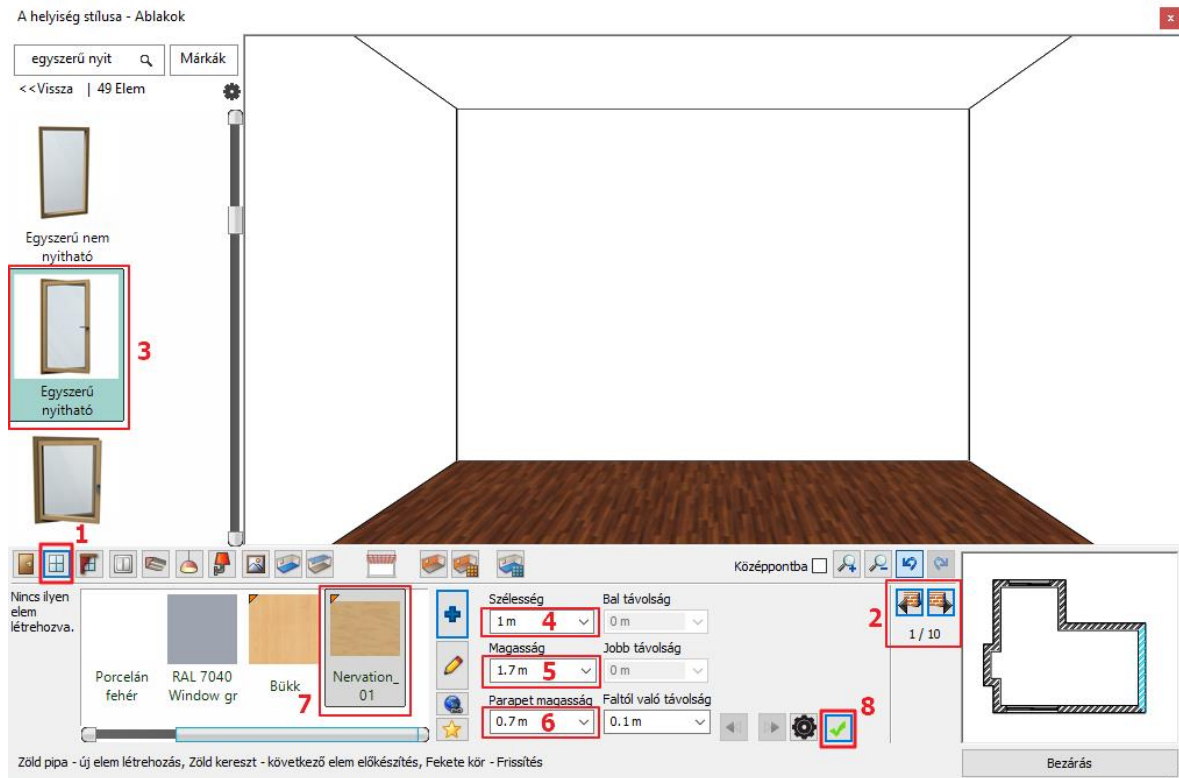 A helyiség stílusa - Ablakok
x
egyszerű nyit
Márkák
<<Vissza | 49 Elem
Egyszerű nem
nyitható
3
Egyszerű
nyitható
1
Középpontba
Nincs ilyen
elem
létrehozva.
Porcelán
fehér
RAL 7040
Window gr
Bükk
7
Nervation_
01
Szélesség
Bal távolság
1 m
4
0 m
Magasság
Jobb távolság
1.7 m
5
0 m
Parapet magasság
Faltól való távolság
0.7 m
6
0.1 m
8
2
1 / 10
Zöld pipa - új elem létrehozás, Zöld kereszt - következő elem előkészítés, Fekete kör - Frissítés
Bezárás